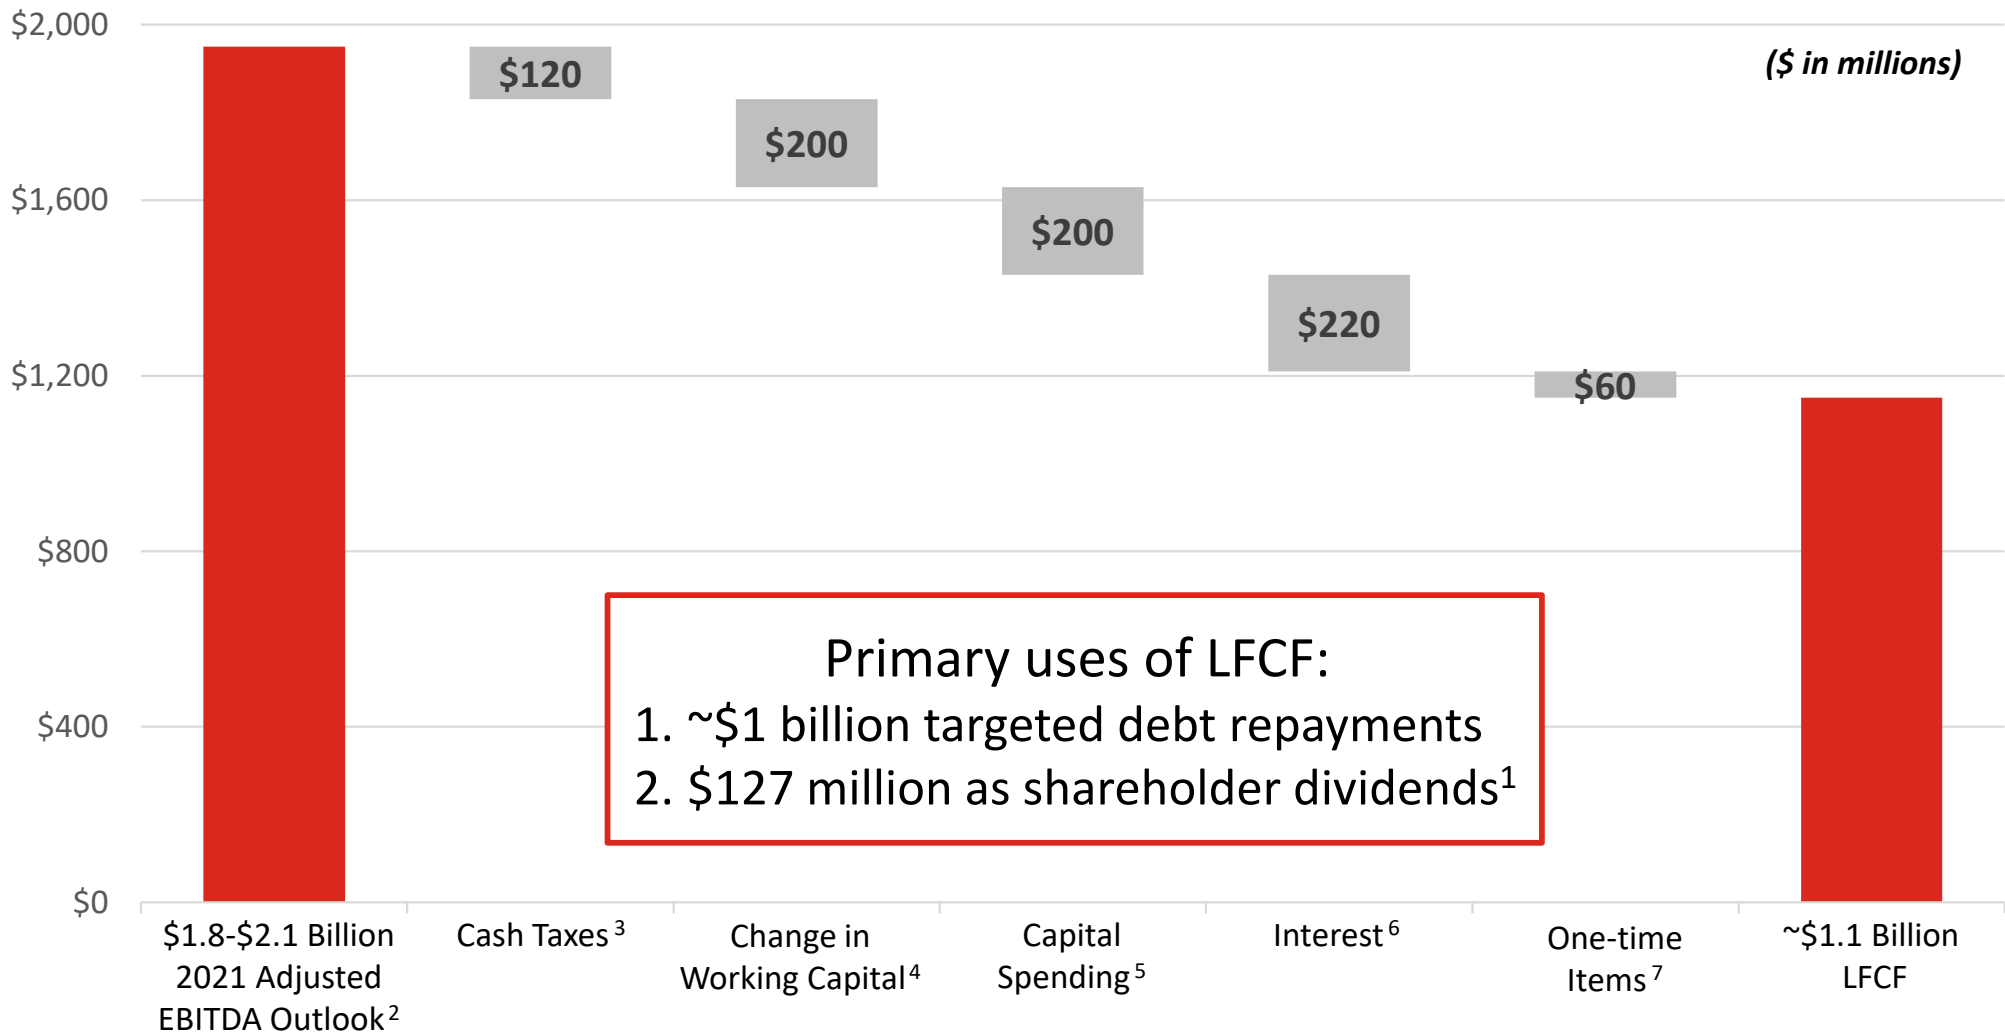 $2,000
$1,600
$1,200
$800
$400
$0
($ in millions)
$120
$200
$200
$220
$60
Primary uses of LFCF:
1. ~$1 billion targeted debt repayments
2. $127 million as shareholder dividends1
$1.8-$2.1 Billion
2021 Adjusted
EBITDA Outlook2
Cash Taxes3
Change in
Working Capital4
Capital
Spending5
Interest6
One-time
Items7
~$1.1 Billion
LFCF